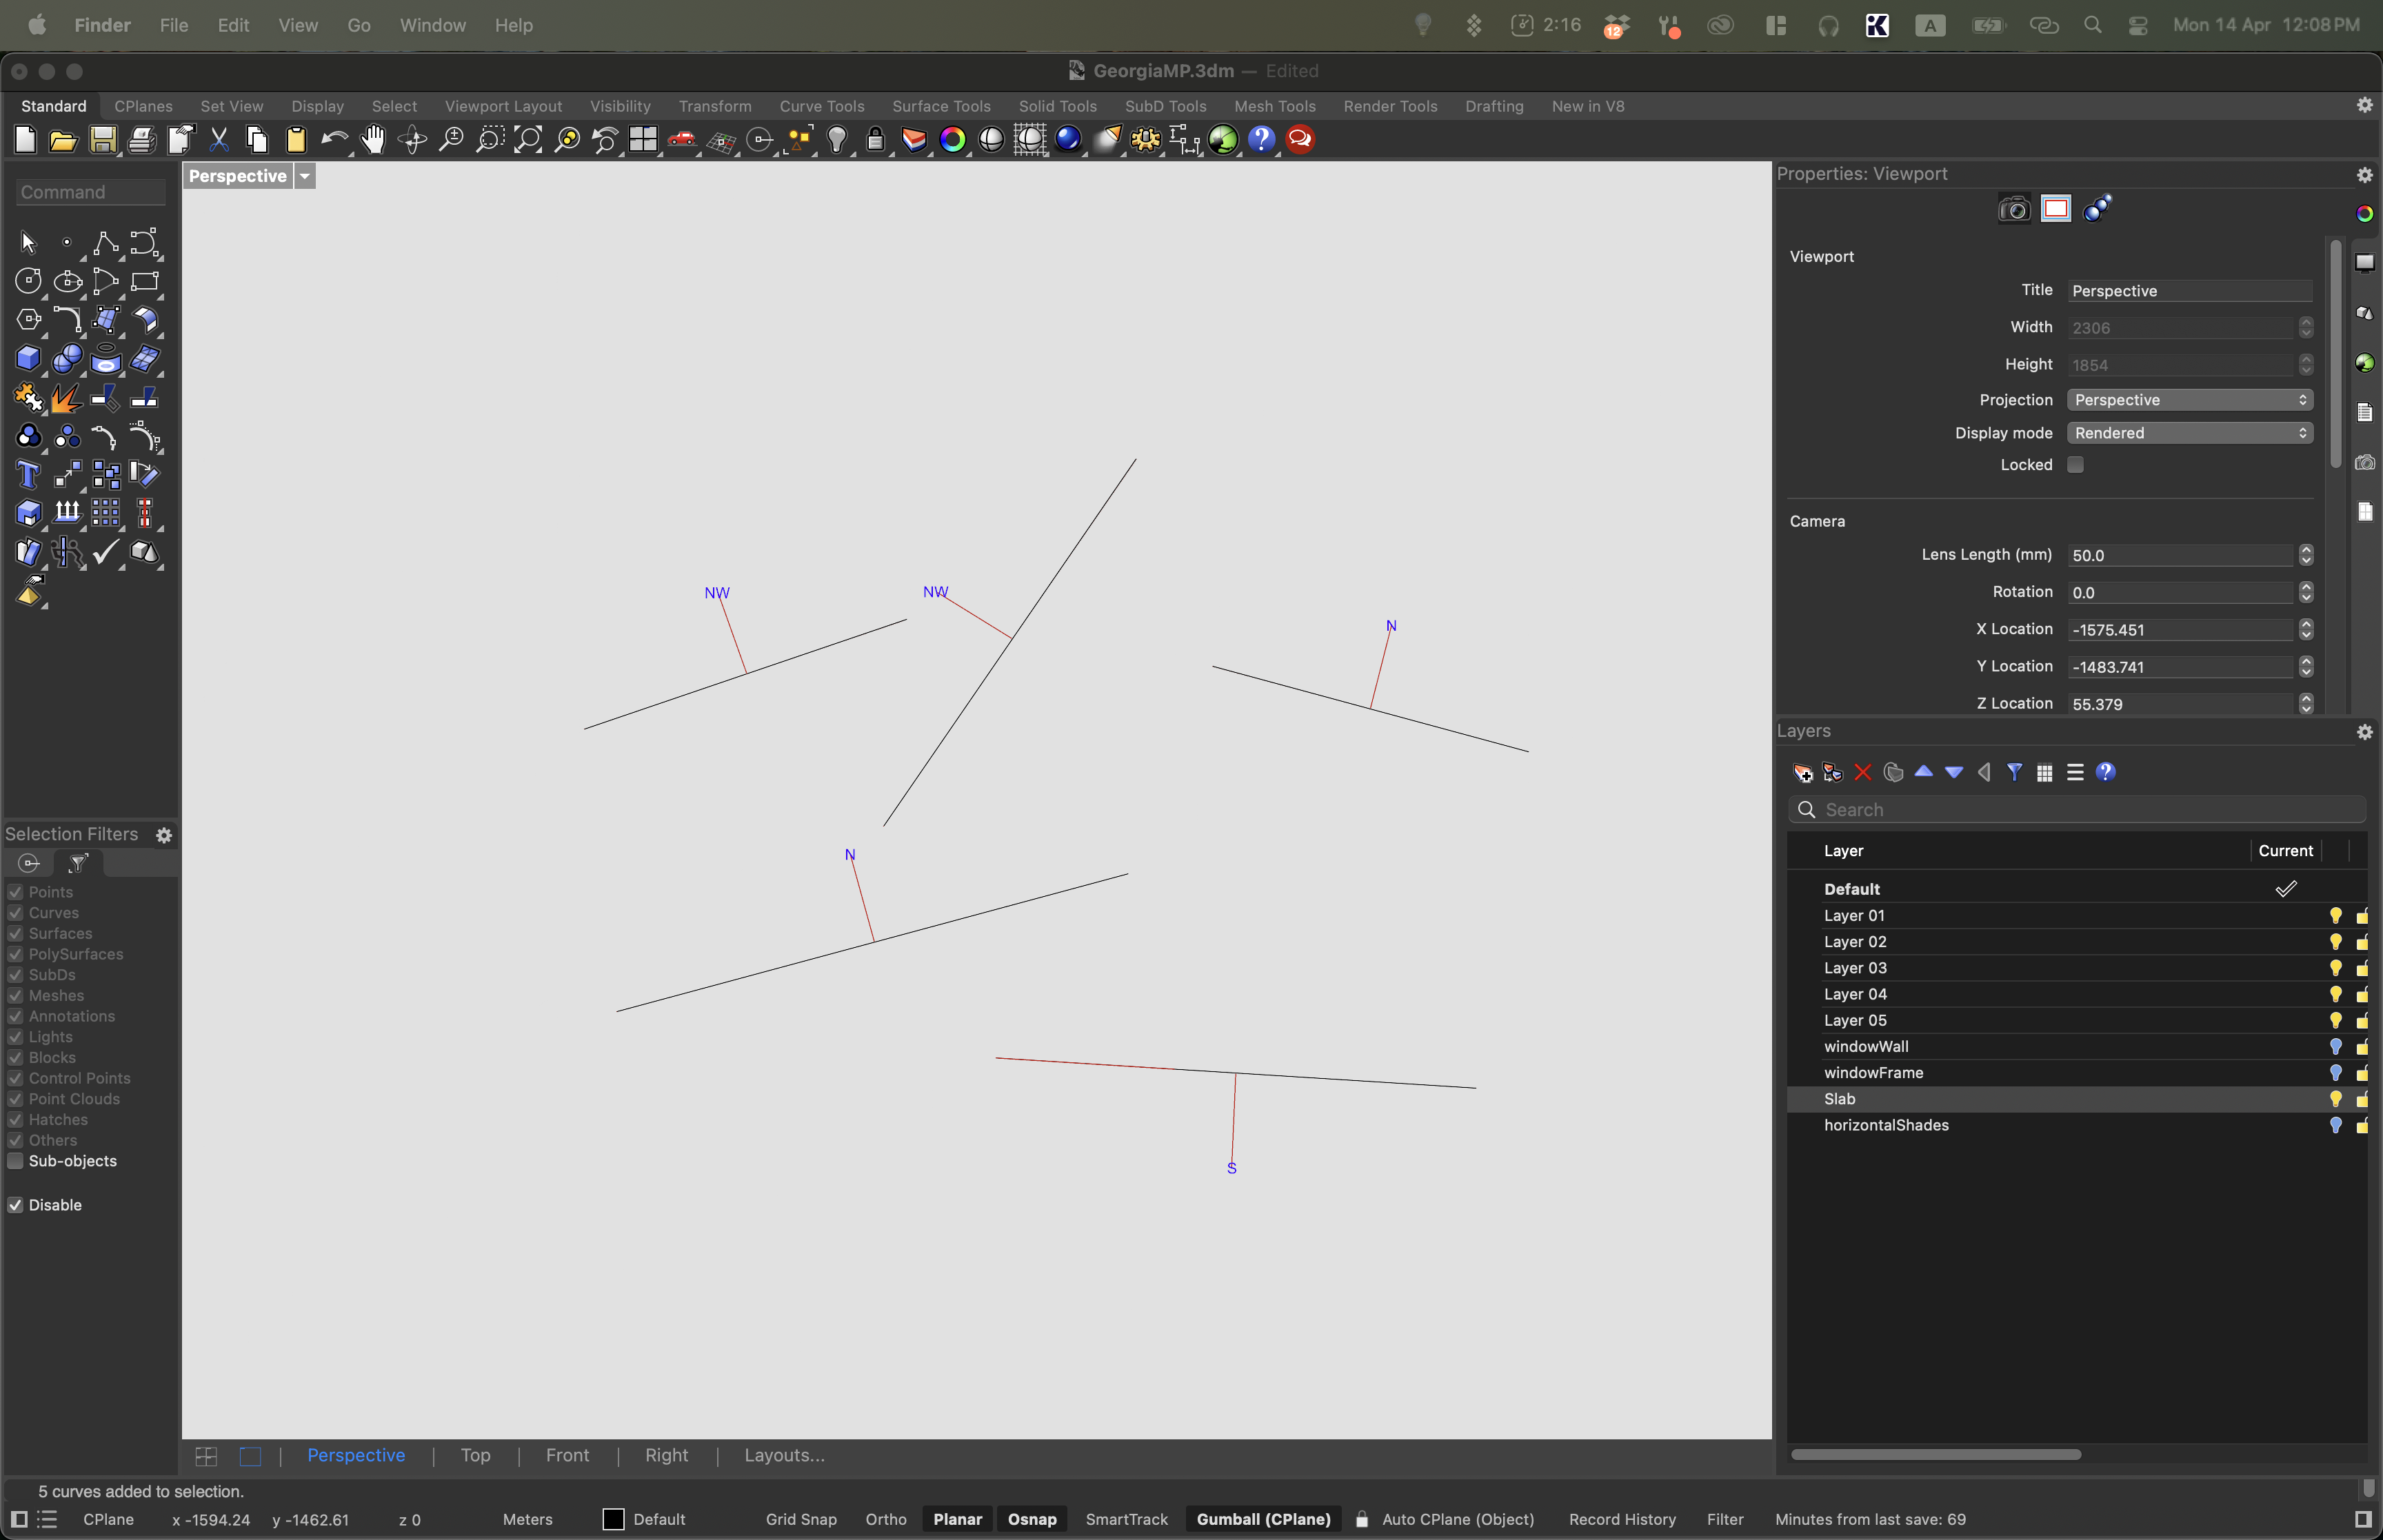 Finder File Edit View Go Window Help 2:16 12 A Mon 14 Apr 12:08 PM
GeorgiaMP.3dm — Edited
Standard CPlanes Set View Display Select Viewport Layout Visibility Transform Curve Tools Surface Tools Solid Tools SubD Tools Mesh Tools Render Tools Drafting New in V8
Perspective
Command
NW
NW
N
N
S
Selection Filters
Points
Curves
Surfaces
PolySurfaces
SubDs
Meshes
Annotations
Lights
Blocks
Control Points
Point Clouds
Hatches
Others
Sub-objects
Disable
Properties: Viewport
Viewport
Title Perspective
Width 2306
Height 1854
Projection Perspective
Display mode Rendered
Locked
Camera
Lens Length (mm) 50.0
Rotation 0.0
X Location -1575.451
Y Location -1483.741
Z Location 55.379
Layers
Search
Layer Current
Default
Layer 01
Layer 02
Layer 03
Layer 04
Layer 05
windowWall
windowFrame
Slab
horizontalShades
Perspective | Top | Front | Right | Layouts...
5 curves added to selection.
CPlane x -1594.24 y -1462.61 z 0 Meters Default Grid Snap Ortho Planar Osnap SmartTrack Gumball (CPlane) Auto CPlane (Object) Record History Filter Minutes from last save: 69